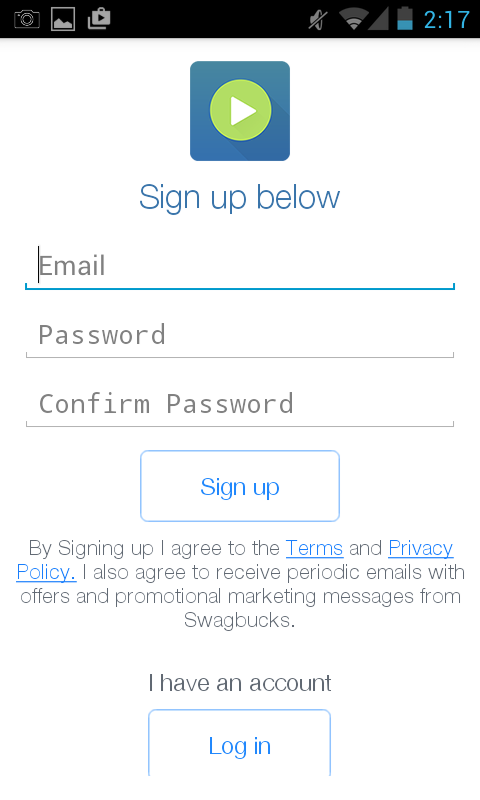 2:17
Sign up below
Email
Password
Confirm Password
Sign up
By Signing up I agree to the Terms and Privacy
Policy. I also agree to receive periodic emails with
offers and promotional marketing messages from
Swagbucks.
I have an account
Log in